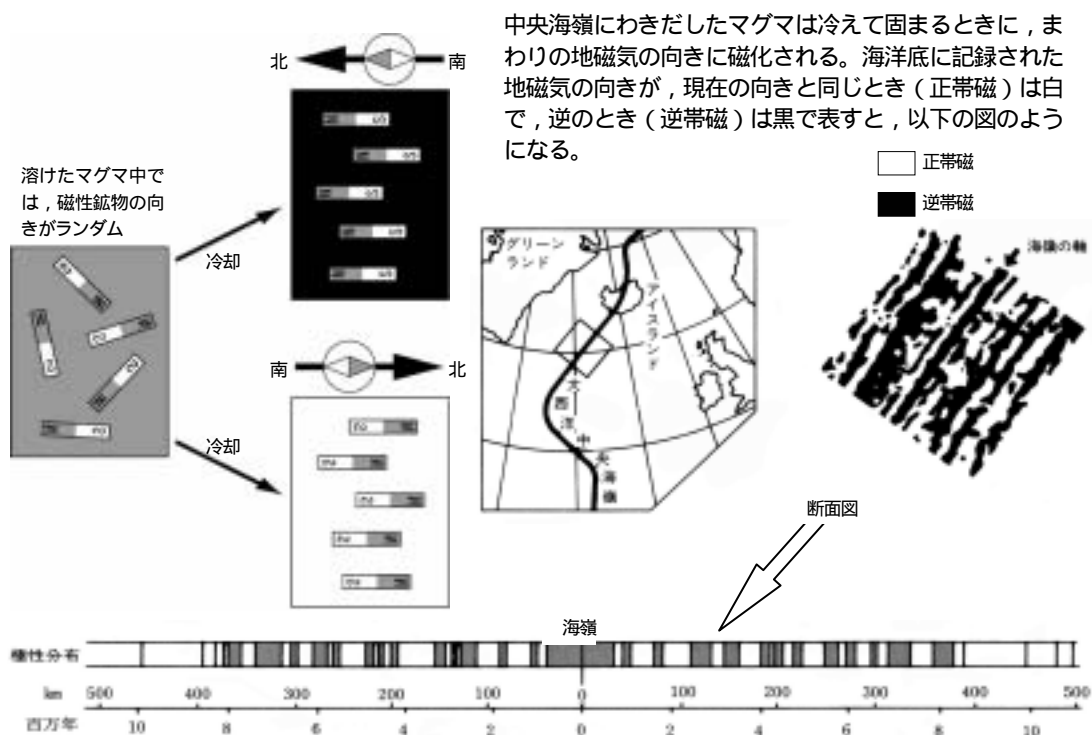 中央海嶺にわきだしたマグマは冷えて固まるときに，ま
わりの地磁気の向きに磁化される。海洋底に記録された
地磁気の向きが，現在の向きと同じとき（正帯磁）は白
で，逆のとき（逆帯磁）は黒で表すと，以下の図のよう
になる。
正帯磁
逆帯磁
北
南
溶けたマグマ中で
は，磁性鉱物の向
きがランダム
冷却
南
北
冷却
グリーン
ランド
アイスランド
大西洋中央海嶺
海嶺の軸
断面図
海嶺
極性分布
km 500 400 300 200 100 0 100 200 300 400 500
百万年 10 8 6 4 2 0 2 4 6 8 10